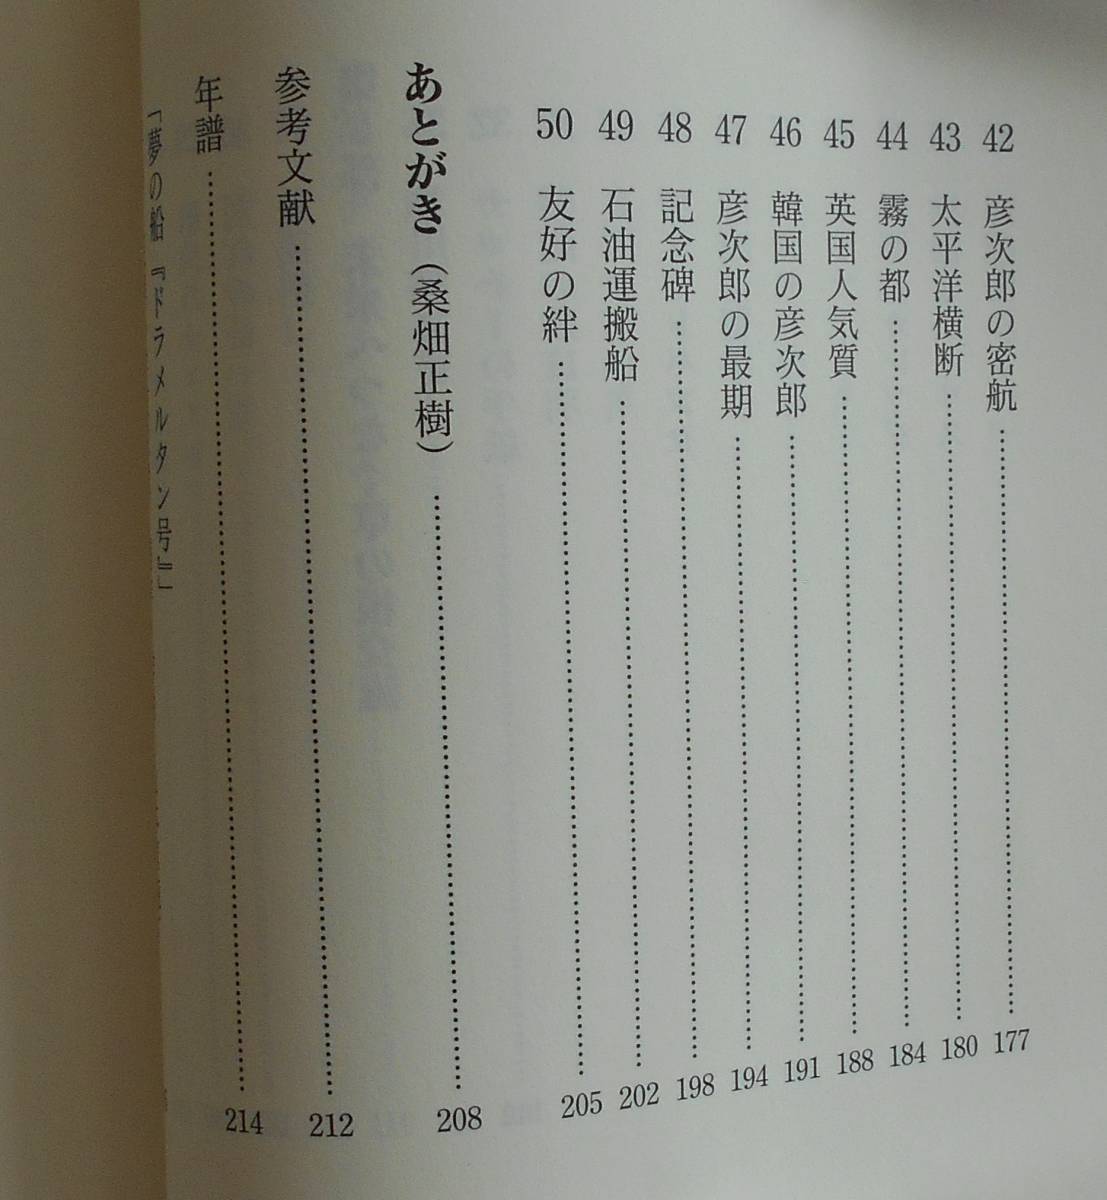 42 彦次郎の密航 177
43 太平洋横断 180
44 霧の都 184
45 英国人気質 188
46 韓国の彦次郎 191
47 彦次郎の最期 194
48 記念碑 198
49 石油運搬船 202
50 友好の絆 205
あとがき（桑畑正樹） 208
参考文献 212
年譜 214
「夢の船『ドラメルタン号』」